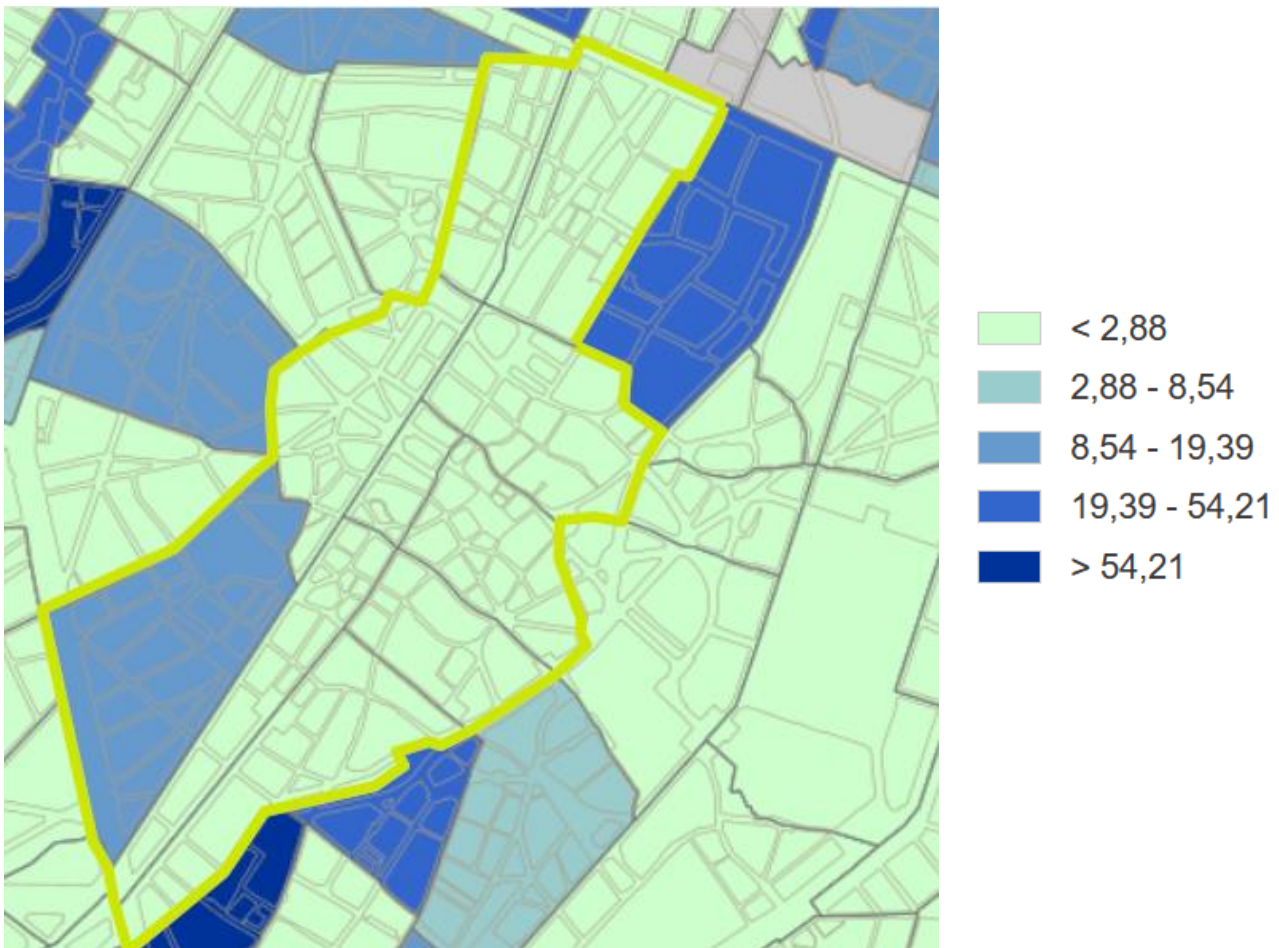 < 2,88
2,88 - 8,54
8,54 - 19,39
19,39 - 54,21
> 54,21